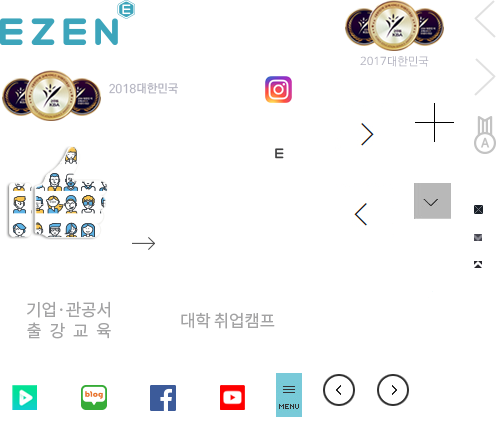 EZEN E
2017대한민국
2018대한민국
A
E
기업·관공서
출 강 교 육
대학 취업캠프
blog
MENU